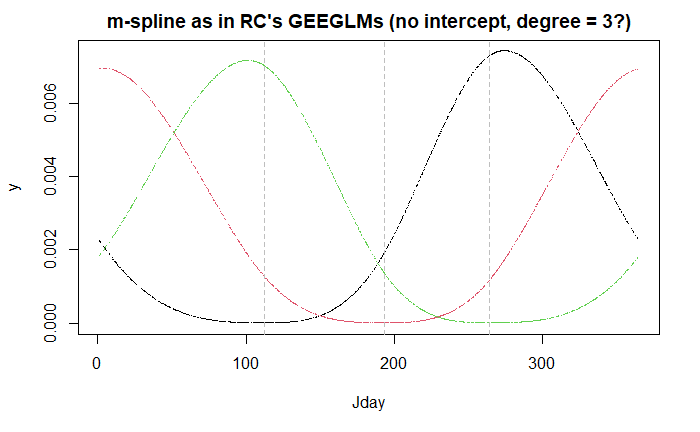 m-spline as in RC's GEEGLMs (no intercept, degree = 3?)
y
0.006
0.004
0.002
0.000
0
100
200
300
Jday